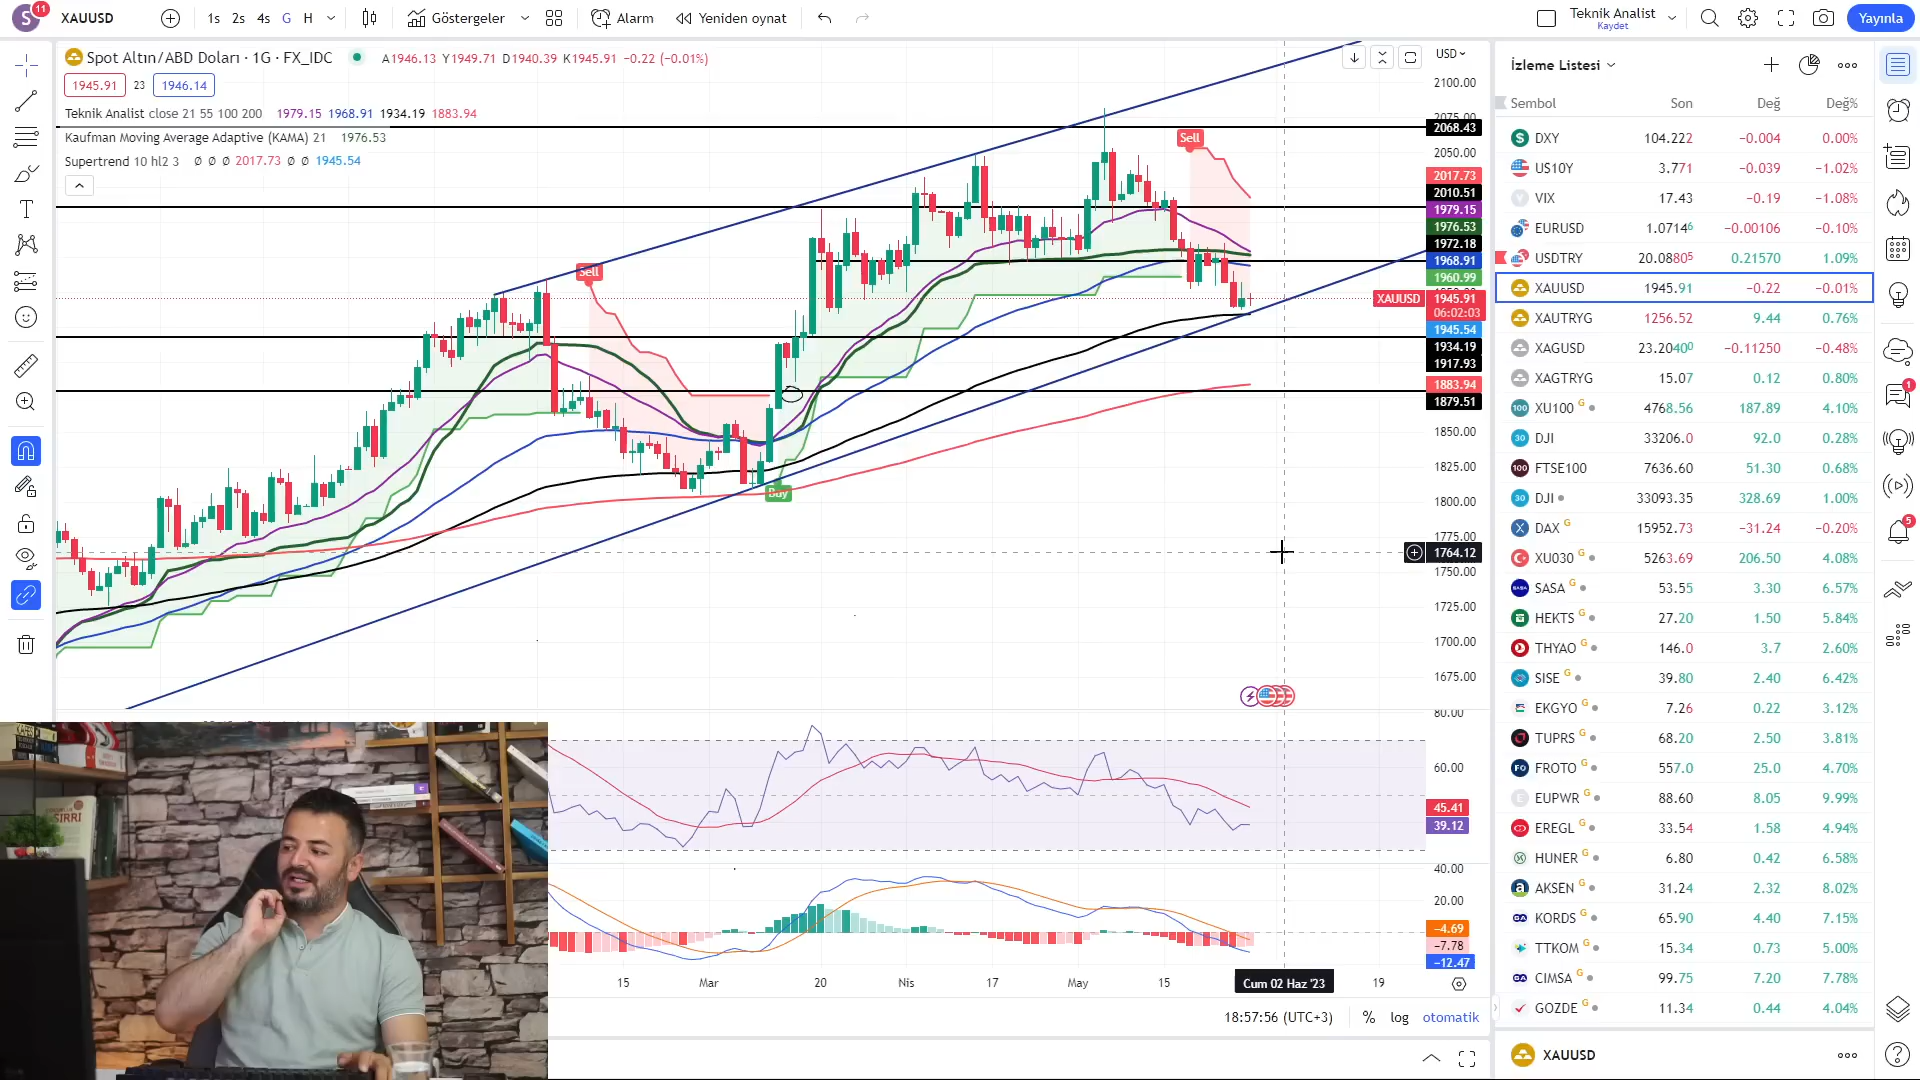 S 11 XAUUSD 1s 2s 4s G H Göstergeler Alarm Yeniden oynat Teknik Analist Kaydet Yayınla
Spot Altın/ABD Doları · 1G · FX_IDC A1946.13 Y1949.71 D1940.39 K1945.91 −0.22 (−0.01%)
1945.91 23 1946.14
Teknik Analist close 21 55 100 200 1979.15 1968.91 1934.19 1883.94
Kaufman Moving Average Adaptive (KAMA) 21 1976.53
Supertrend 10 hl2 3 Ø Ø Ø 2017.73 Ø Ø 1945.54
Sell
Sell
Buy
USD
2100.00
2068.43
2050.00
2017.73
2010.51
1979.15
1976.53
1972.18
1968.91
1960.99
XAUUSD 1945.91
06:02:03
1945.54
1934.19
1917.93
1883.94
1879.51
1850.00
1825.00
1800.00
1775.00
1764.12
1750.00
1725.00
1700.00
1675.00
80.00
60.00
45.41
39.12
40.00
20.00
−4.69
−7.78
−12.47
15 Mar 20 Nis 17 May 15 Cum 02 Haz '23 19
18:57:56 (UTC+3) % log otomatik
İzleme Listesi
Sembol Son Değ Değ%
DXY 104.222 −0.004 0.00%
US10Y 3.771 −0.039 −1.02%
VIX 17.43 −0.19 −1.08%
EURUSD 1.07146 −0.00106 −0.10%
USDTRY 20.08805 0.21570 1.09%
XAUUSD 1945.91 −0.22 −0.01%
XAUTRYG 1256.52 9.44 0.76%
XAGUSD 23.20400 −0.11250 −0.48%
XAGTRYG 15.07 0.12 0.80%
100 XU100 G 4768.56 187.89 4.10%
30 DJI 33206.0 92.0 0.28%
100 FTSE100 7636.60 51.30 0.68%
30 DJI 33093.35 328.69 1.00%
X DAX G 15952.73 −31.24 −0.20%
XU030 G 5263.69 206.50 4.08%
SASA G 53.55 3.30 6.57%
HEKTS G 27.20 1.50 5.84%
THYAO G 146.0 3.7 2.60%
SISE G 39.80 2.40 6.42%
EKGYO G 7.26 0.22 3.12%
TUPRS G 68.20 2.50 3.81%
FO FROTO G 557.0 25.0 4.70%
E EUPWR G 88.60 8.05 9.99%
EREGL G 33.54 1.58 4.94%
HUNER G 6.80 0.42 6.58%
AKSEN G 31.24 2.32 8.02%
KORDS G 65.90 4.40 7.15%
TTKOM G 15.34 0.73 5.00%
CIMSA G 99.75 7.20 7.78%
GOZDE G 11.34 0.44 4.04%
XAUUSD
1
5
SIRRI